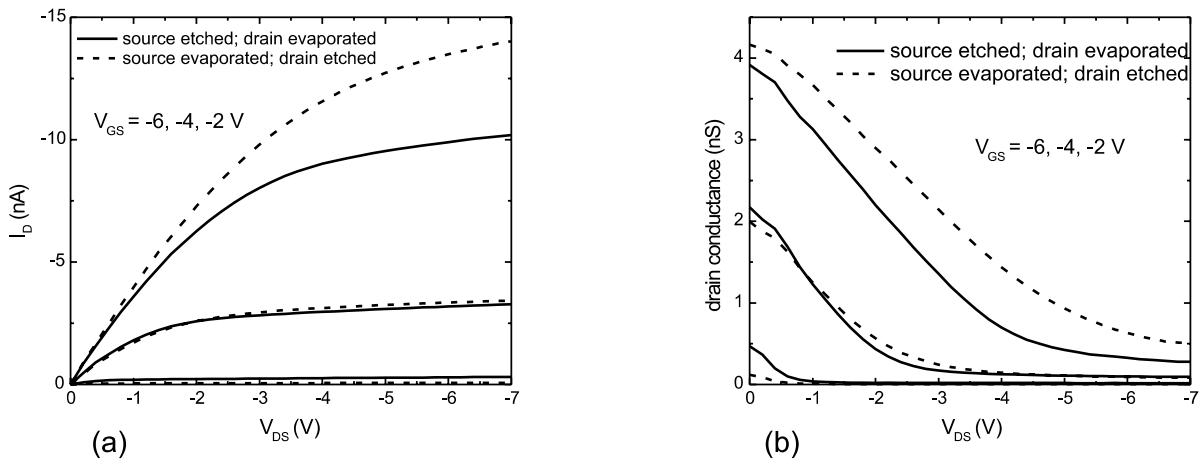 -15
-10
-5
0
I_D (nA)
source etched; drain evaporated
source evaporated; drain etched
V_GS = -6, -4, -2 V
0 -1 -2 -3 -4 -5 -6 -7
V_DS (V)
(a)
4
3
2
1
0
drain conductance (nS)
source etched; drain evaporated
source evaporated; drain etched
V_GS = -6, -4, -2 V
0 -1 -2 -3 -4 -5 -6 -7
V_DS (V)
(b)